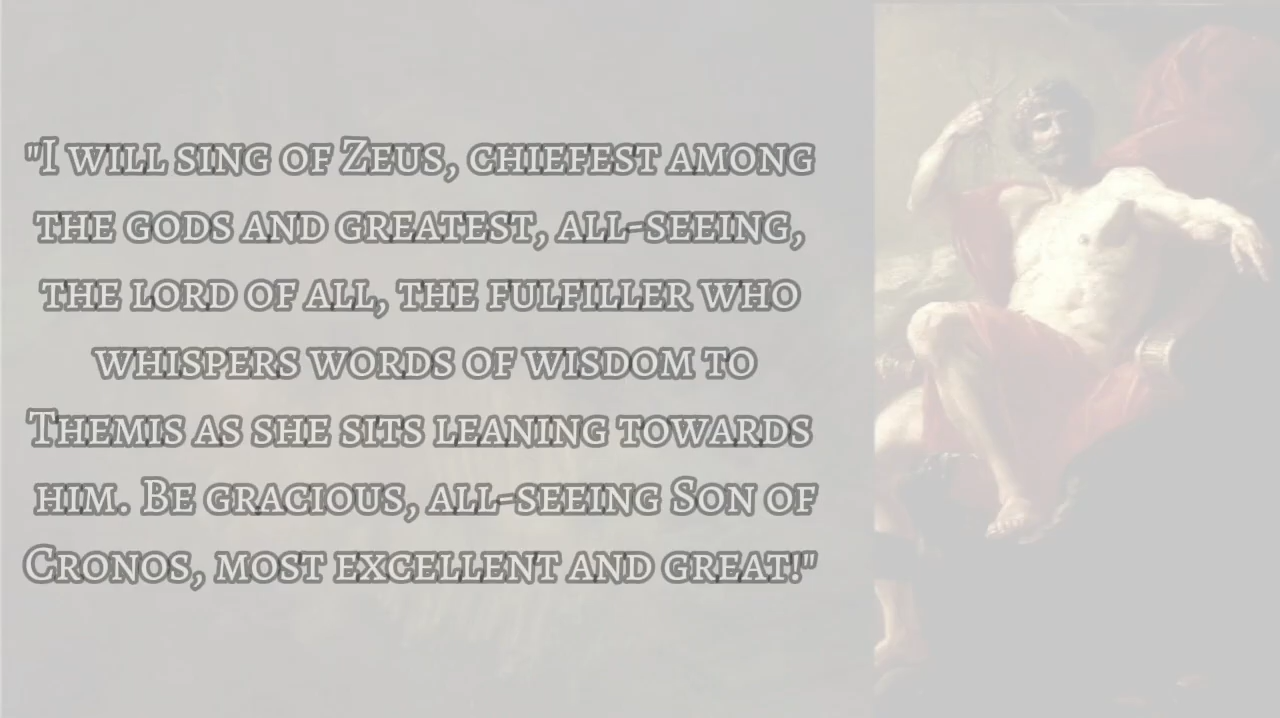 "I will sing of Zeus, chiefest among
the gods and greatest, all-seeing,
the lord of all, the fulfiller who
whispers words of wisdom to
Themis as she sits leaning towards
him. Be gracious, all-seeing Son of
Cronos, most excellent and great!"